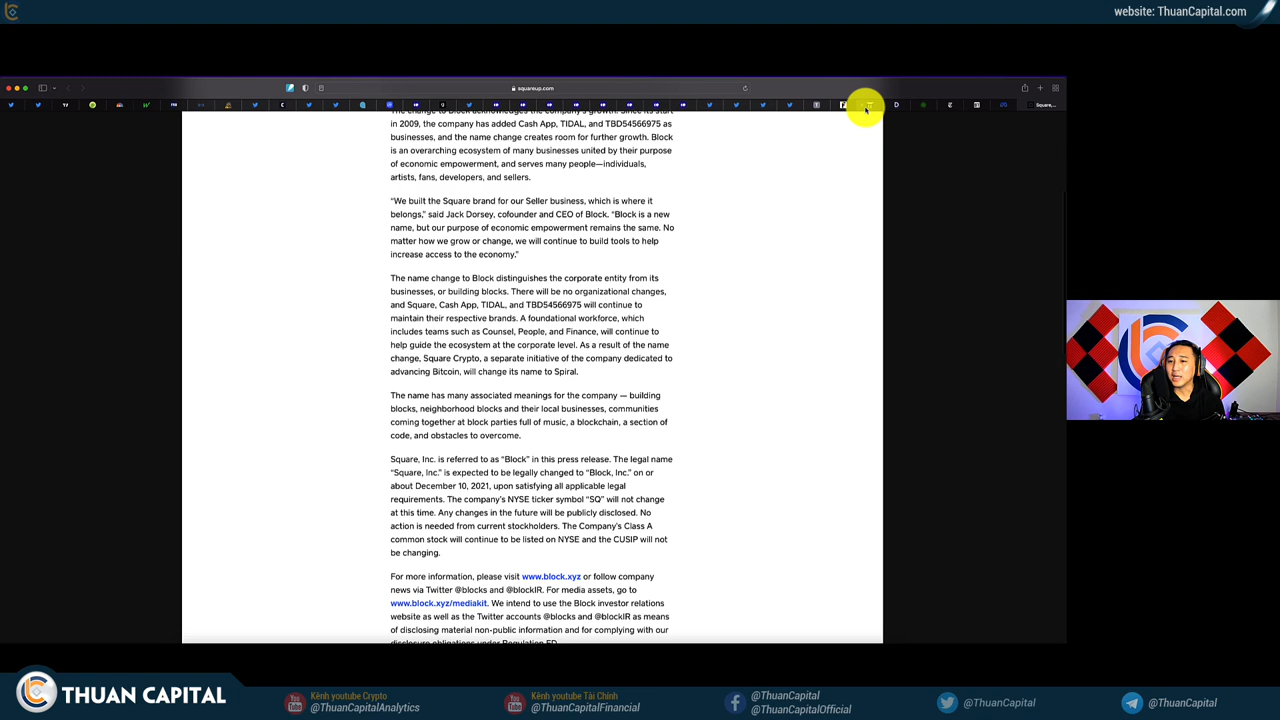 website: ThuanCapital.com
squareup.com
Square,...
The change to Block acknowledges the company's growth. Since its start
in 2009, the company has added Cash App, TIDAL, and TBD54566975 as
businesses, and the name change creates room for further growth. Block
is an overarching ecosystem of many businesses united by their purpose
of economic empowerment, and serves many people—individuals,
artists, fans, developers, and sellers.
“We built the Square brand for our Seller business, which is where it
belongs,” said Jack Dorsey, cofounder and CEO of Block. “Block is a new
name, but our purpose of economic empowerment remains the same. No
matter how we grow or change, we will continue to build tools to help
increase access to the economy.”
The name change to Block distinguishes the corporate entity from its
businesses, or building blocks. There will be no organizational changes,
and Square, Cash App, TIDAL, and TBD54566975 will continue to
maintain their respective brands. A foundational workforce, which
includes teams such as Counsel, People, and Finance, will continue to
help guide the ecosystem at the corporate level. As a result of the name
change, Square Crypto, a separate initiative of the company dedicated to
advancing Bitcoin, will change its name to Spiral.
The name has many associated meanings for the company — building
blocks, neighborhood blocks and their local businesses, communities
coming together at block parties full of music, a blockchain, a section of
code, and obstacles to overcome.
Square, Inc. is referred to as “Block” in this press release. The legal name
“Square, Inc.” is expected to be legally changed to “Block, Inc.” on or
about December 10, 2021, upon satisfying all applicable legal
requirements. The company's NYSE ticker symbol “SQ” will not change
at this time. Any changes in the future will be publicly disclosed. No
action is needed from current stockholders. The Company's Class A
common stock will continue to be listed on NYSE and the CUSIP will not
be changing.
For more information, please visit www.block.xyz or follow company
news via Twitter @blocks and @blockIR. For media assets, go to
www.block.xyz/mediakit. We intend to use the Block investor relations
website as well as the Twitter accounts @blocks and @blockIR as means
of disclosing material non-public information and for complying with our
disclosure obligations under Regulation FD.
THUAN CAPITAL
Kênh youtube Crypto
@ThuanCapitalAnalytics
Kênh youtube Tài Chính
@ThuanCapitalFinancial
@ThuanCapital
@ThuanCapitalOfficial
@ThuanCapital
@ThuanCapital